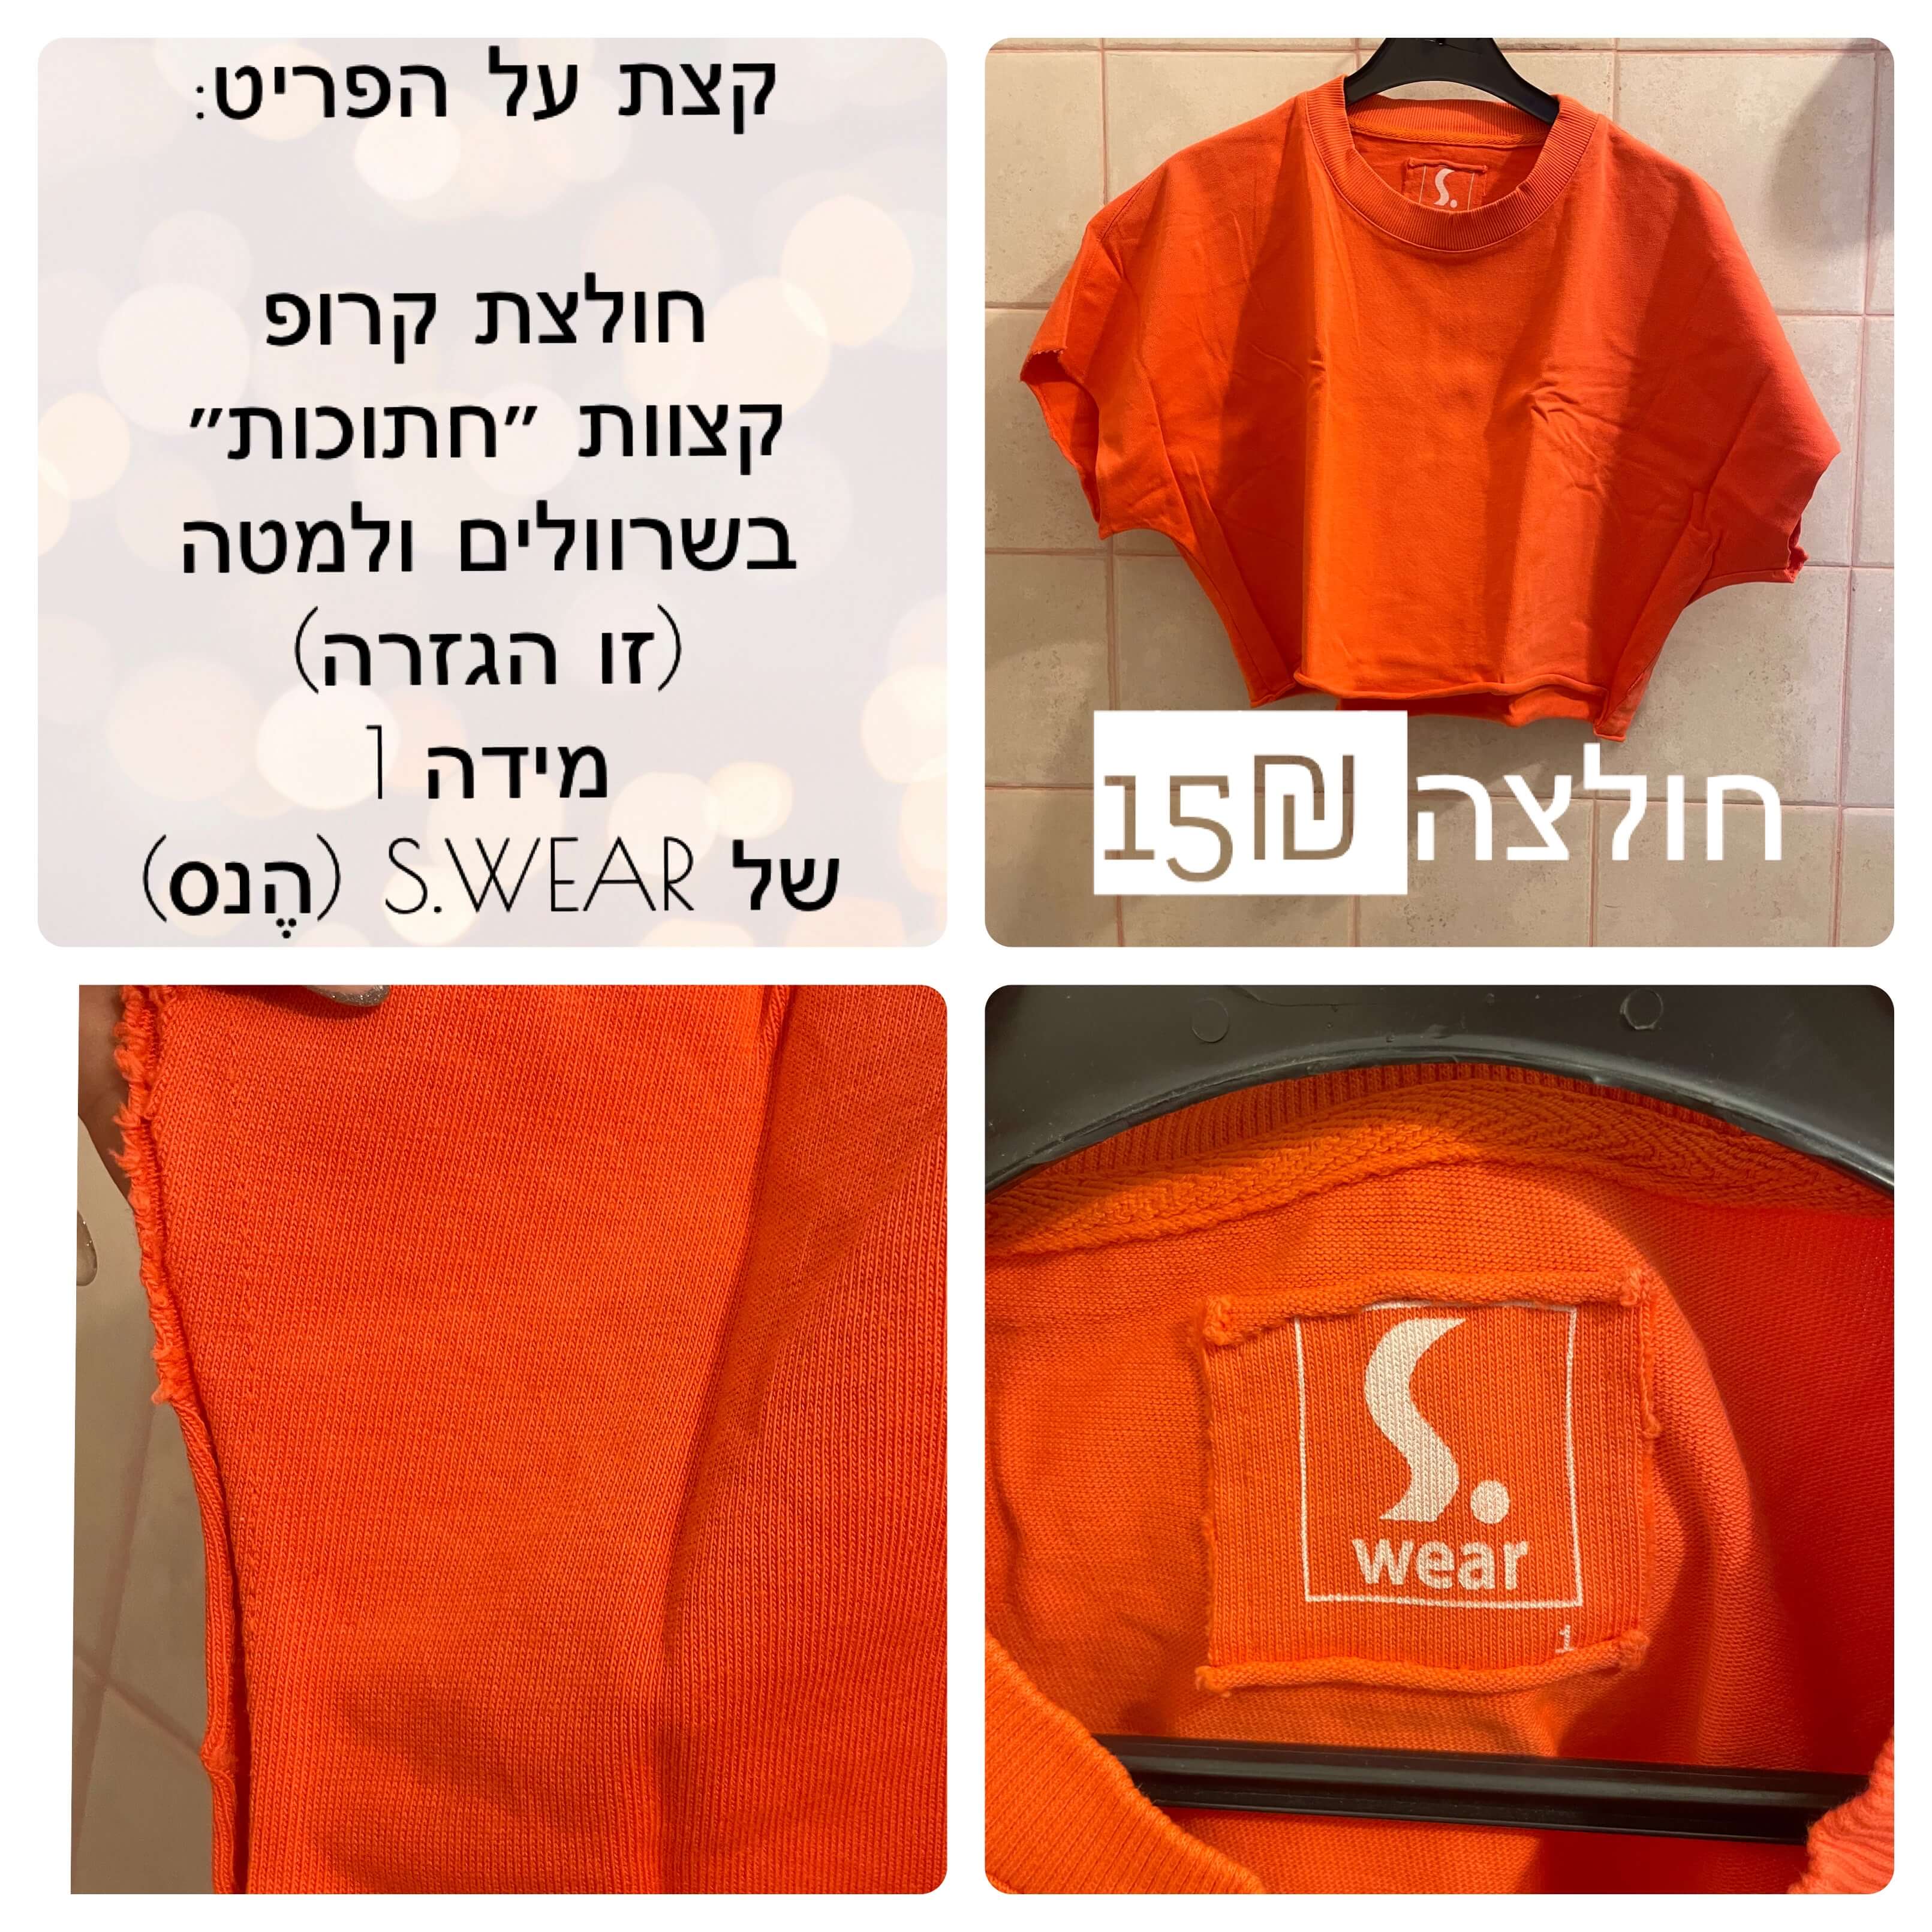 קצת על הפריט:
חולצת קרופ
קצוות ״חתוכות״
בשרוולים ולמטה
(זו הגזרה)
מידה 1
של S.WEAR (הֶנס)
S.
חולצה 15₪
S.
wear
1